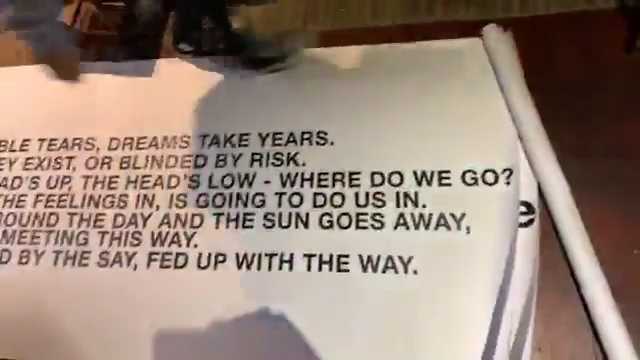 BLE TEARS, DREAMS TAKE YEARS.
EY EXIST, OR BLINDED BY RISK.
AD'S UP, THE HEAD'S LOW - WHERE DO WE GO?
THE FEELINGS IN, IS GOING TO DO US IN.
ROUND THE DAY AND THE SUN GOES AWAY,
MEETING THIS WAY.
D BY THE SAY, FED UP WITH THE WAY.
e